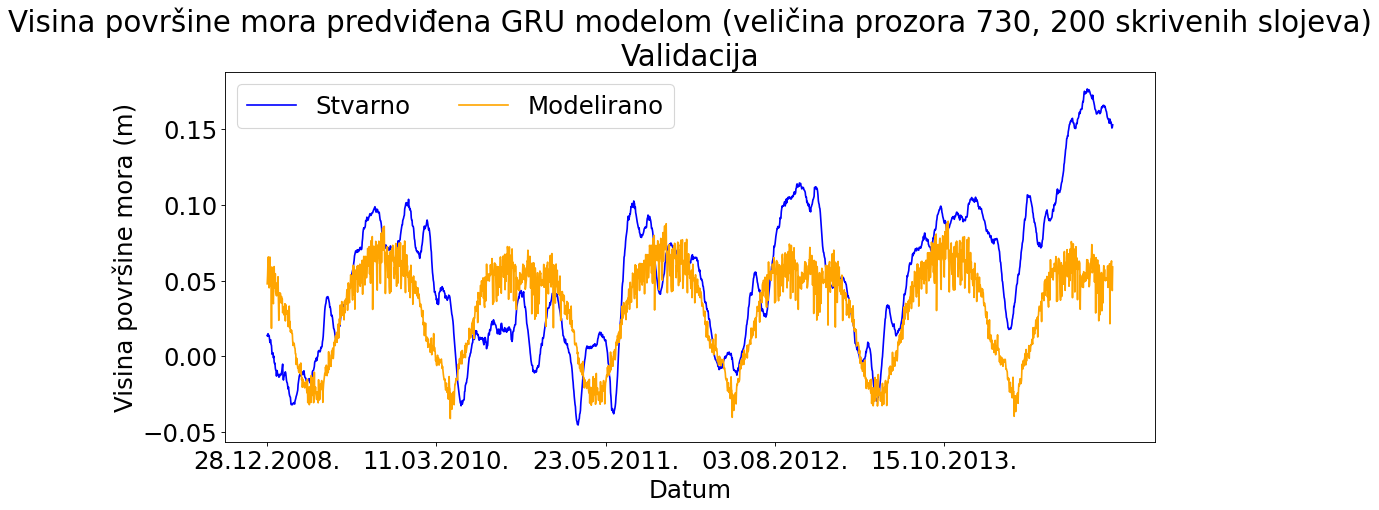 Visina površine mora predviđena GRU modelom (veličina prozora 730, 200 skrivenih slojeva)
Validacija
Stvarno
Modelirano
Visina površine mora (m)
0.15
0.10
0.05
0.00
−0.05
28.12.2008.
11.03.2010.
23.05.2011.
03.08.2012.
15.10.2013.
Datum